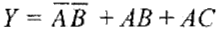 Y = A̅ B̅ + AB + AC